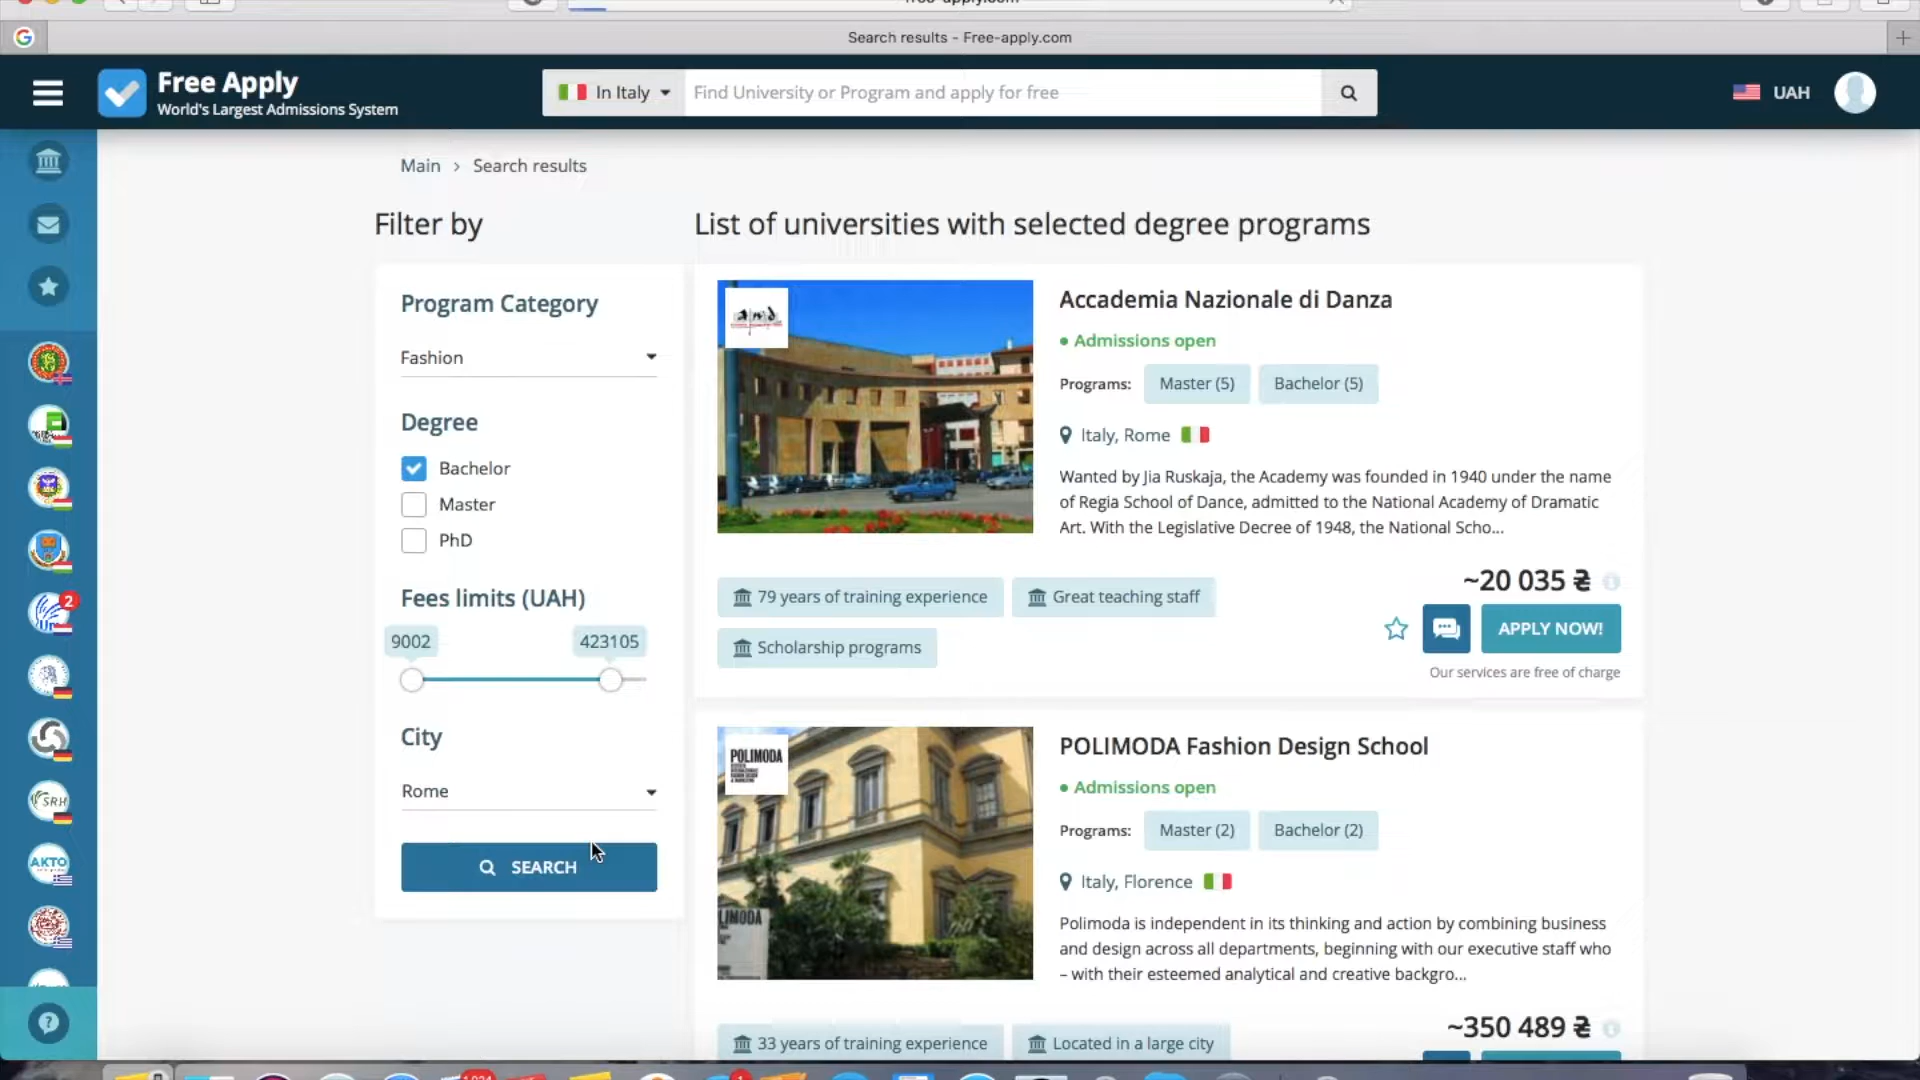 Search results - Free-apply.com
Free Apply
World's Largest Admissions System
In Italy
Find University or Program and apply for free
UAH
Main > Search results
Filter by
List of universities with selected degree programs
Program Category
Fashion
Degree
Bachelor
Master
PhD
Fees limits (UAH)
9002
423105
City
Rome
SEARCH
Accademia Nazionale di Danza
Admissions open
Programs: Master (5) Bachelor (5)
Italy, Rome
Wanted by Jia Ruskaja, the Academy was founded in 1940 under the name
of Regia School of Dance, admitted to the National Academy of Dramatic
Art. With the Legislative Decree of 1948, the National Scho...
79 years of training experience
Great teaching staff
Scholarship programs
~20 035 ₴
APPLY NOW!
Our services are free of charge
POLIMODA
POLIMODA Fashion Design School
Admissions open
Programs: Master (2) Bachelor (2)
Italy, Florence
Polimoda is independent in its thinking and action by combining business
and design across all departments, beginning with our executive staff who
– with their esteemed analytical and creative backgro...
33 years of training experience
Located in a large city
~350 489 ₴
2
SRH
AKTO